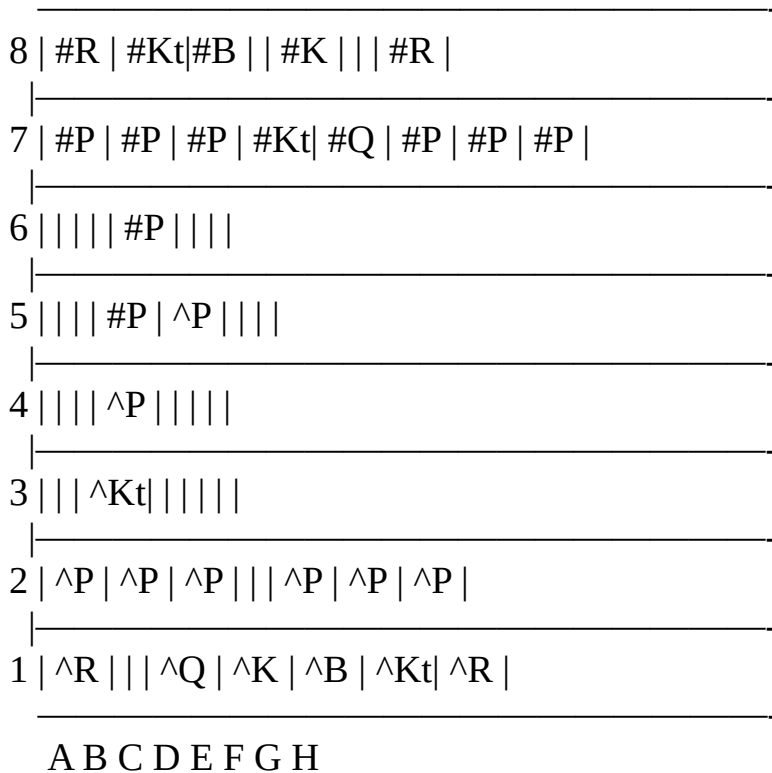 8 | #R | #Kt|#B | | #K | | | #R |
7 | #P | #P | #P | #Kt| #Q | #P | #P | #P |
6 | | | | | #P | | | |
5 | | | | #P | ^P | | | |
4 | | | | ^P | | | | |
3 | | | ^Kt| | | | | |
2 | ^P | ^P | ^P | | | ^P | ^P | ^P |
1 | ^R | | | ^Q | ^K | ^B | ^Kt| ^R |
A B C D E F G H